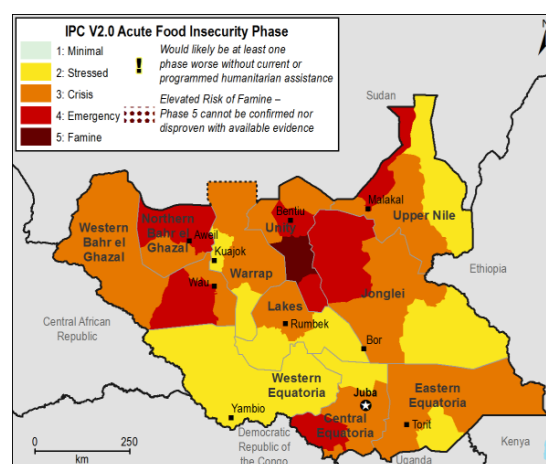 IPC V2.0 Acute Food Insecurity Phase
1: Minimal
2: Stressed
3: Crisis
4: Emergency
5: Famine
!
Would likely be at least one
phase worse without current or
programmed humanitarian
assistance
Elevated Risk of Famine –
Phase 5 cannot be confirmed nor
disproven with available evidence
N
Sudan
Malakal
Upper Nile
Bentiu
Unity
Northern
Bahr el
Ghazal
Aweil
Western
Bahr el
Ghazal
Kuajok
Warrap
Ethiopia
Wau
Jonglei
Lakes
Rumbek
Central African
Republic
Bor
Western
Equatoria
Juba
Eastern
Equatoria
Yambio
Central
Equatoria
Torit
Democratic
Republic of
the Congo
Kenya
Uganda
0
250
km